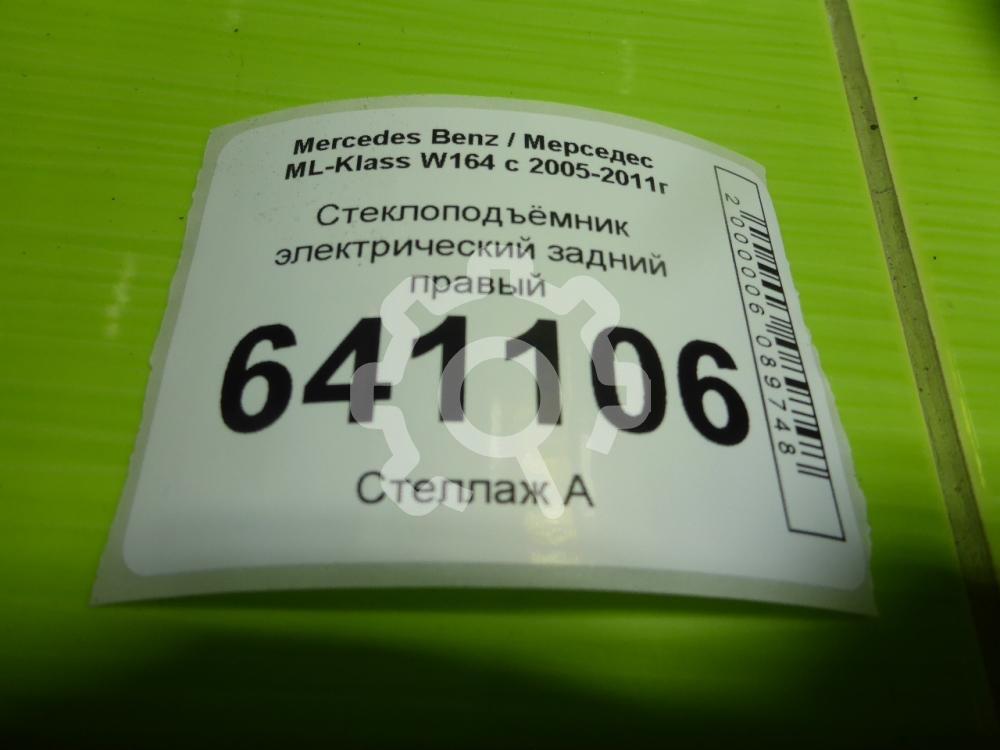 Mercedes Benz / Мерседес
ML-Klass W164 с 2005-2011г
Стеклоподъёмник
электрический задний
правый
641106
Стеллаж А
2000006089748